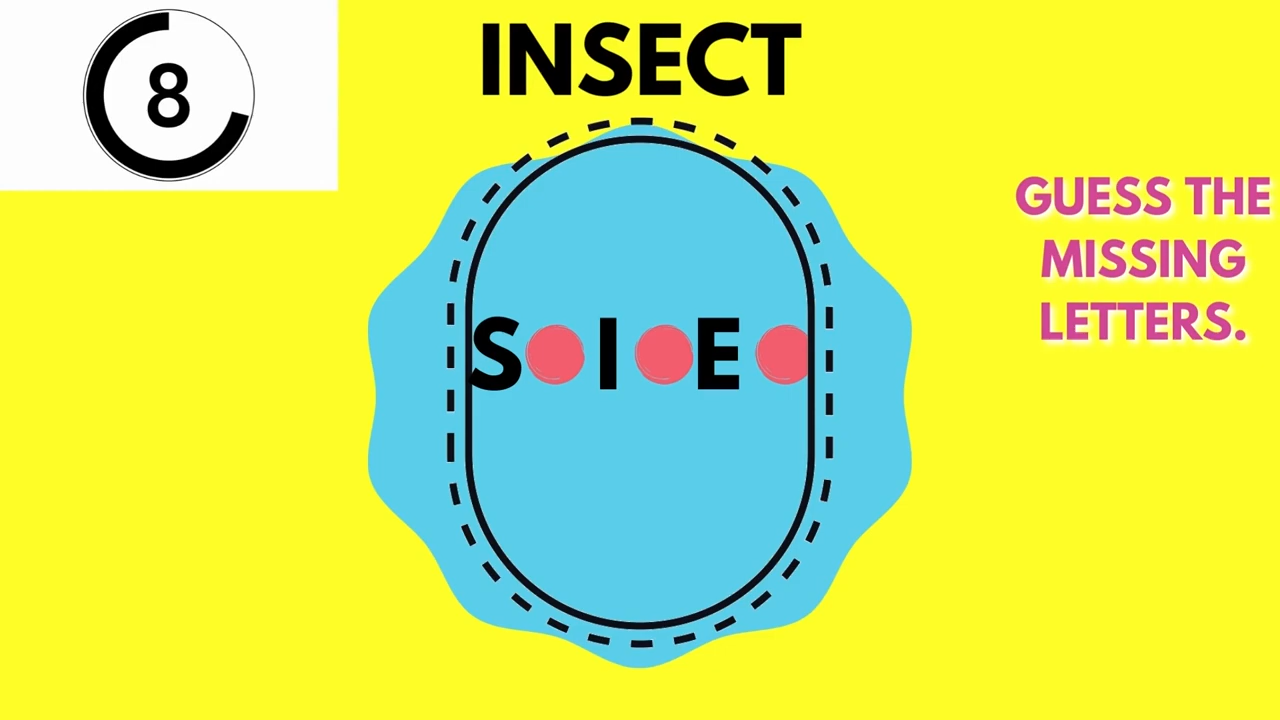 8
INSECT
GUESS THE
MISSING
LETTERS.
S I E